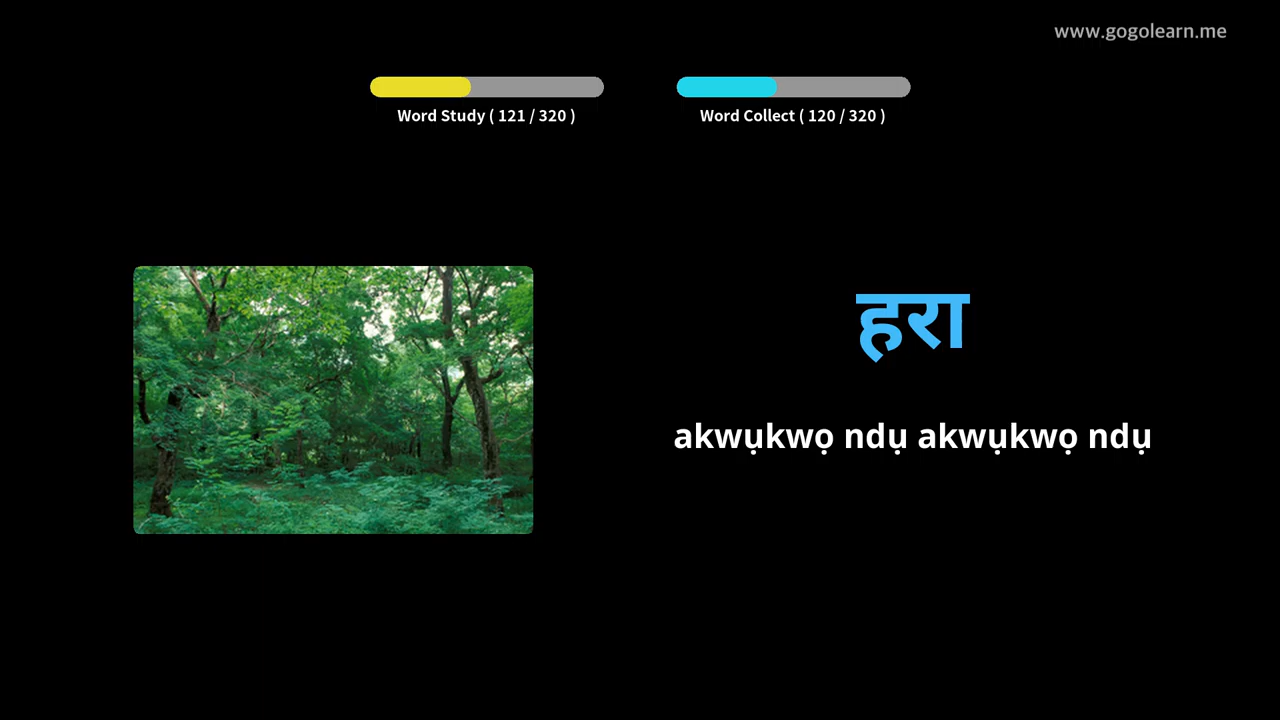 www.gogolearn.me
Word Study ( 121 / 320 )
Word Collect ( 120 / 320 )
हरा
akwụkwọ ndụ akwụkwọ ndụ